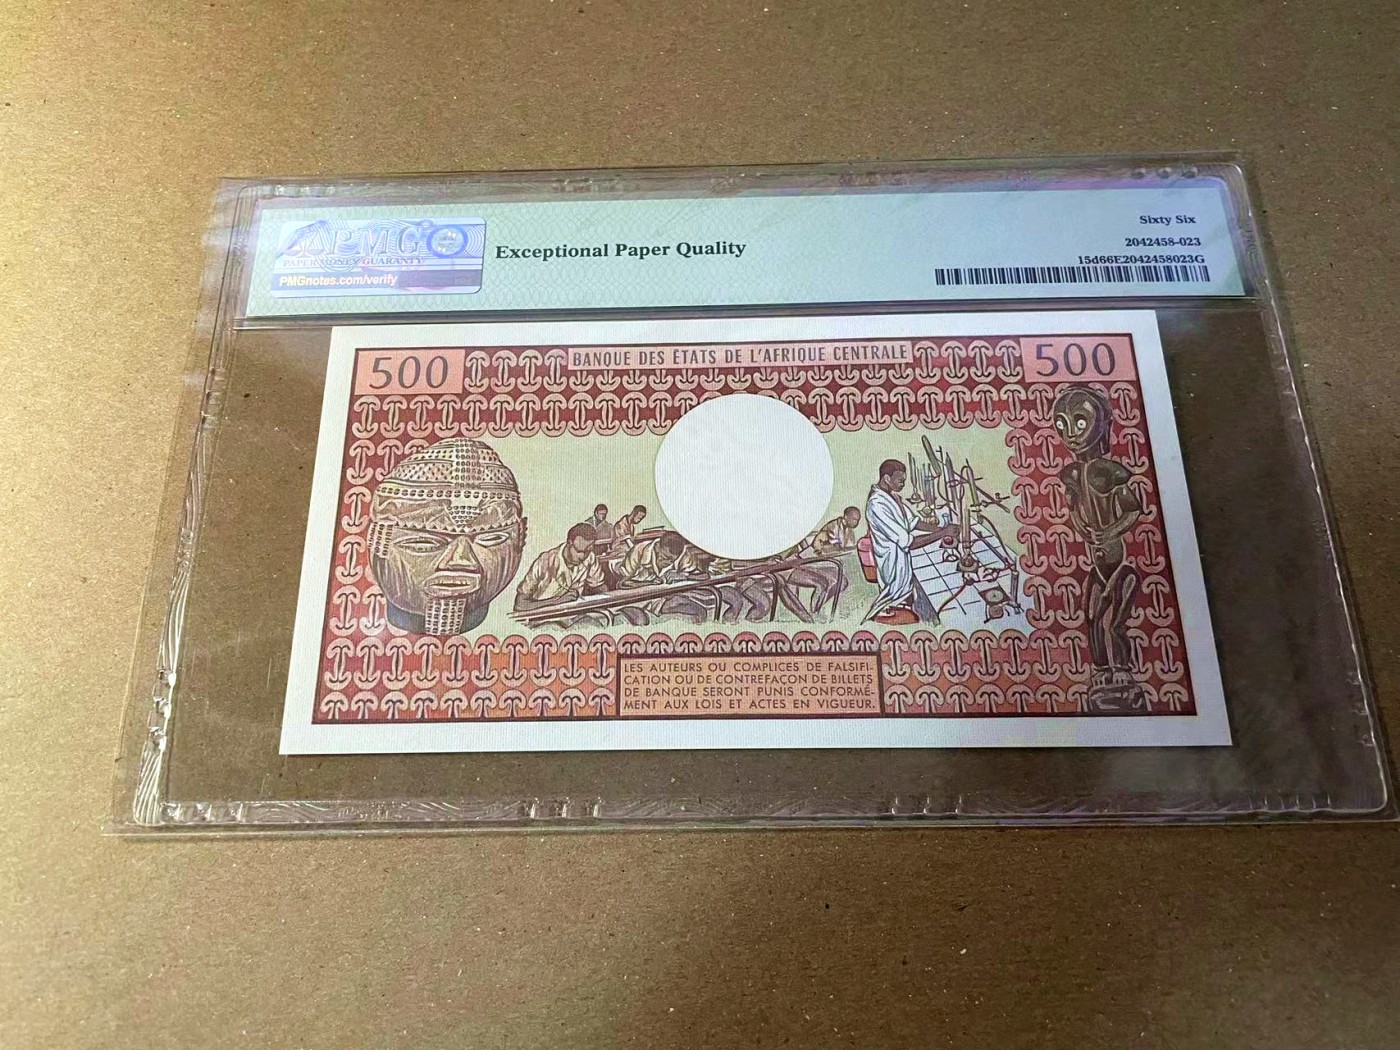 PMG
PAPER MONEY GUARANTY
PMGnotes.com/verify
Exceptional Paper Quality
Sixty Six
2042458-023
15d66E2042458023G
500
BANQUE DES ÉTATS DE L'AFRIQUE CENTRALE
500
LES AUTEURS OU COMPLICES DE FALSIFI-
CATION OU DE CONTREFAÇON DE BILLETS
DE BANQUE SERONT PUNIS CONFORMÉ-
MENT AUX LOIS ET ACTES EN VIGUEUR.